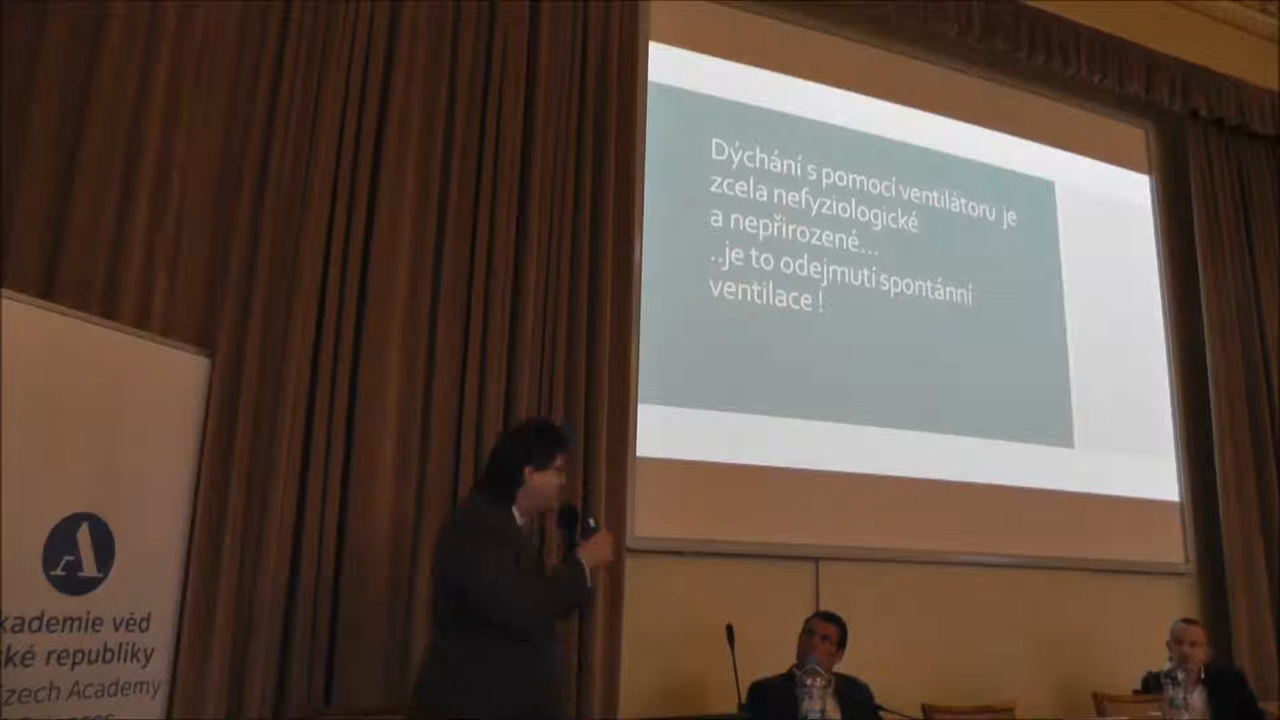 Dýchání s pomocí ventilátoru je
zcela nefyziologické
a nepřirozené...
..je to odejmutí spontánní
ventilace !
kademie věd
ké republiky
zech Academy